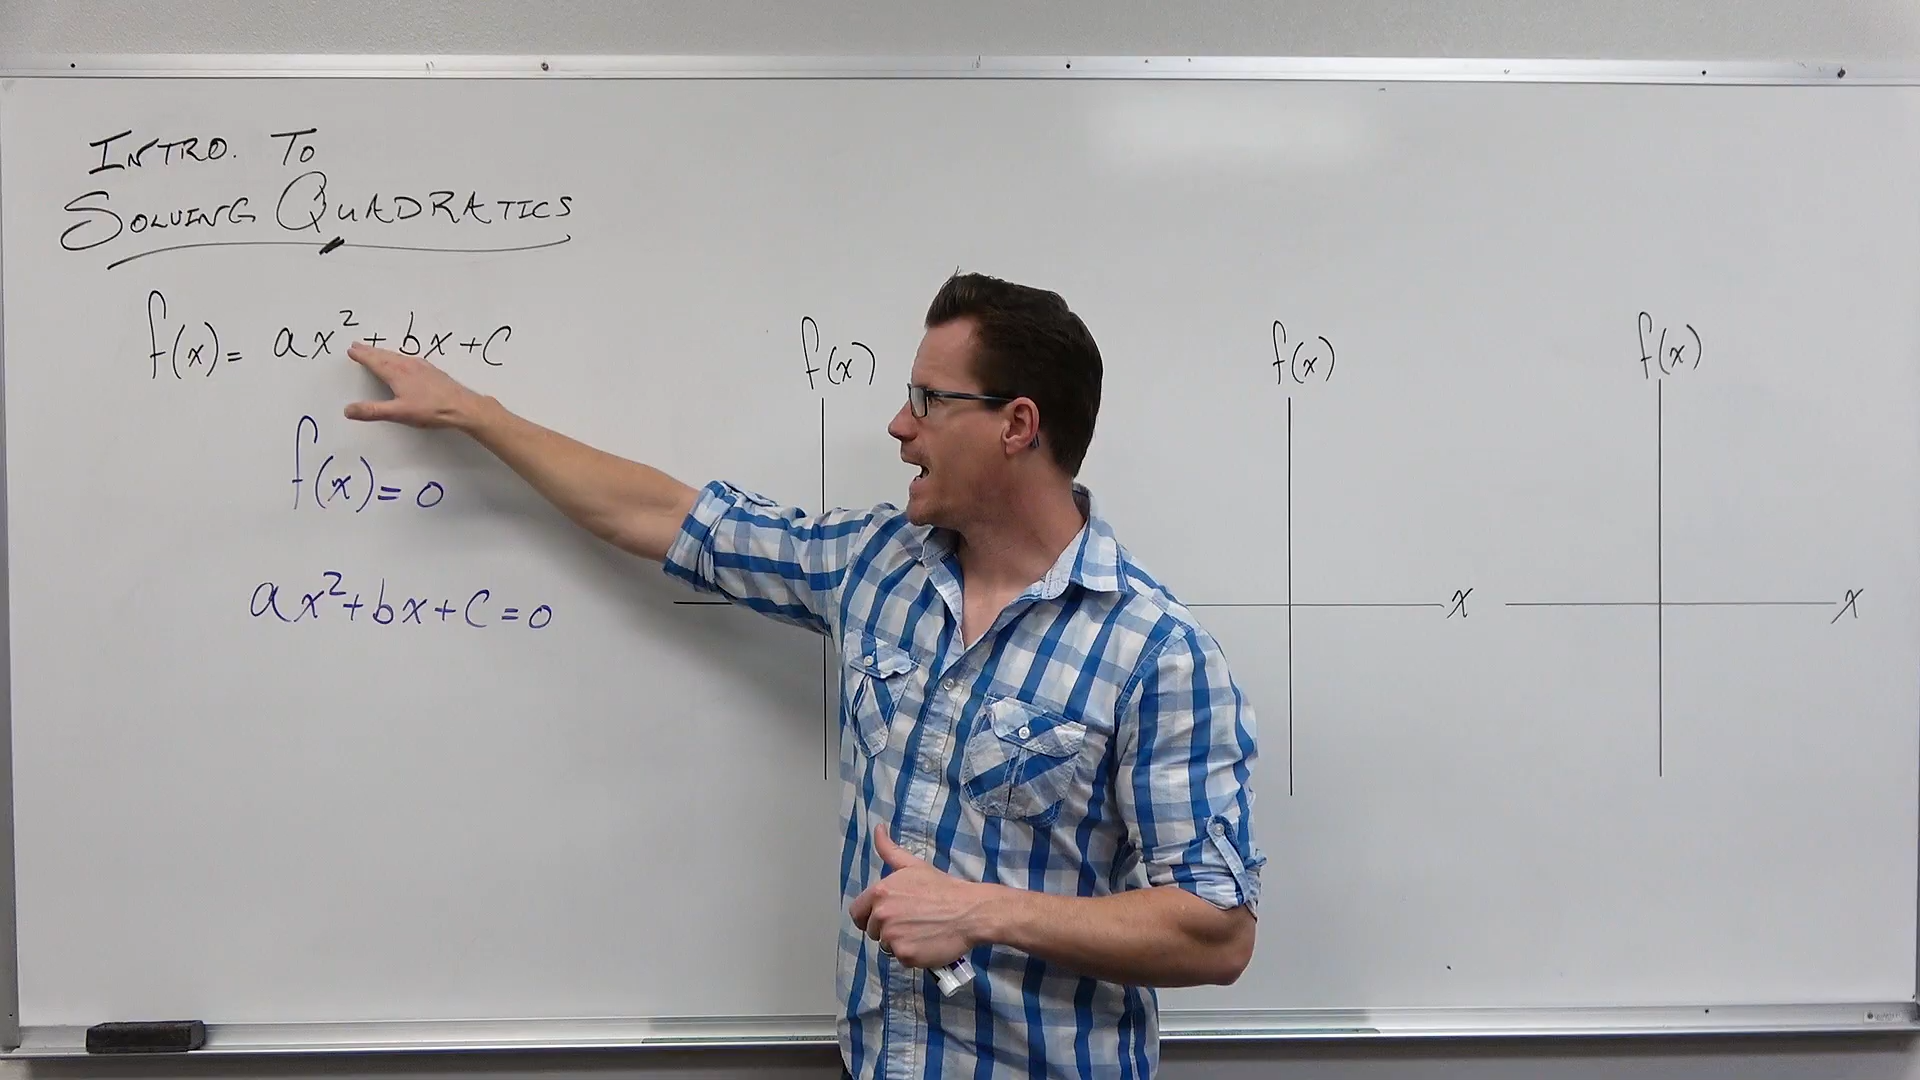 INTRO. TO
SOLVING QUADRATICS
f(x) = ax²+bx+c
f(x) = 0
ax²+bx+c=0
f(x)
f(x)
x
f(x)
x